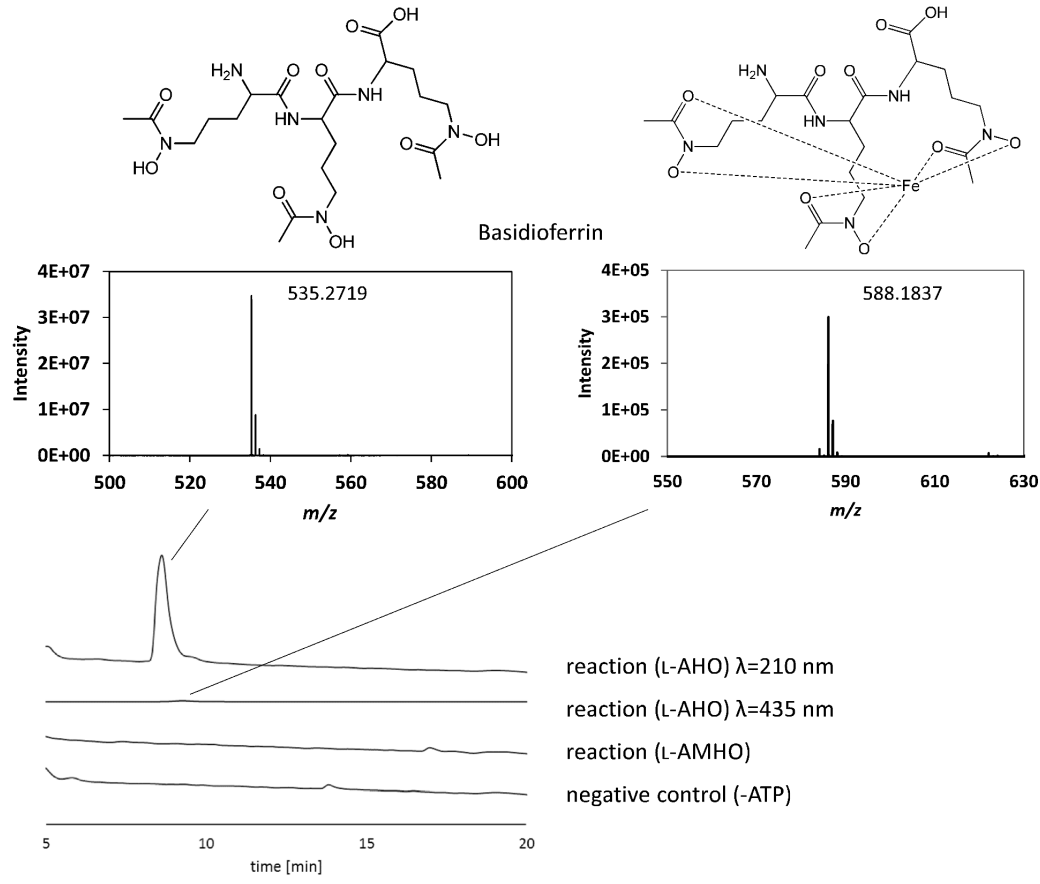 O
OH
H₂N
O
O
O
NH
HN
N
HO
N
OH
O
O
N
OH
O
OH
H₂N
O
O
O
NH
HN
N
O
N
O
O
Fe
O
N
O
Basidioferrin
4E+07
3E+07
2E+07
1E+07
0E+00
Intensity
535.2719
500 520 540 560 580 600
m/z
4E+05
3E+05
2E+05
1E+05
0E+00
Intensity
588.1837
550 570 590 610 630
m/z
reaction (L-AHO) λ=210 nm
reaction (L-AHO) λ=435 nm
reaction (L-AMHO)
negative control (-ATP)
5 10 15 20
time [min]